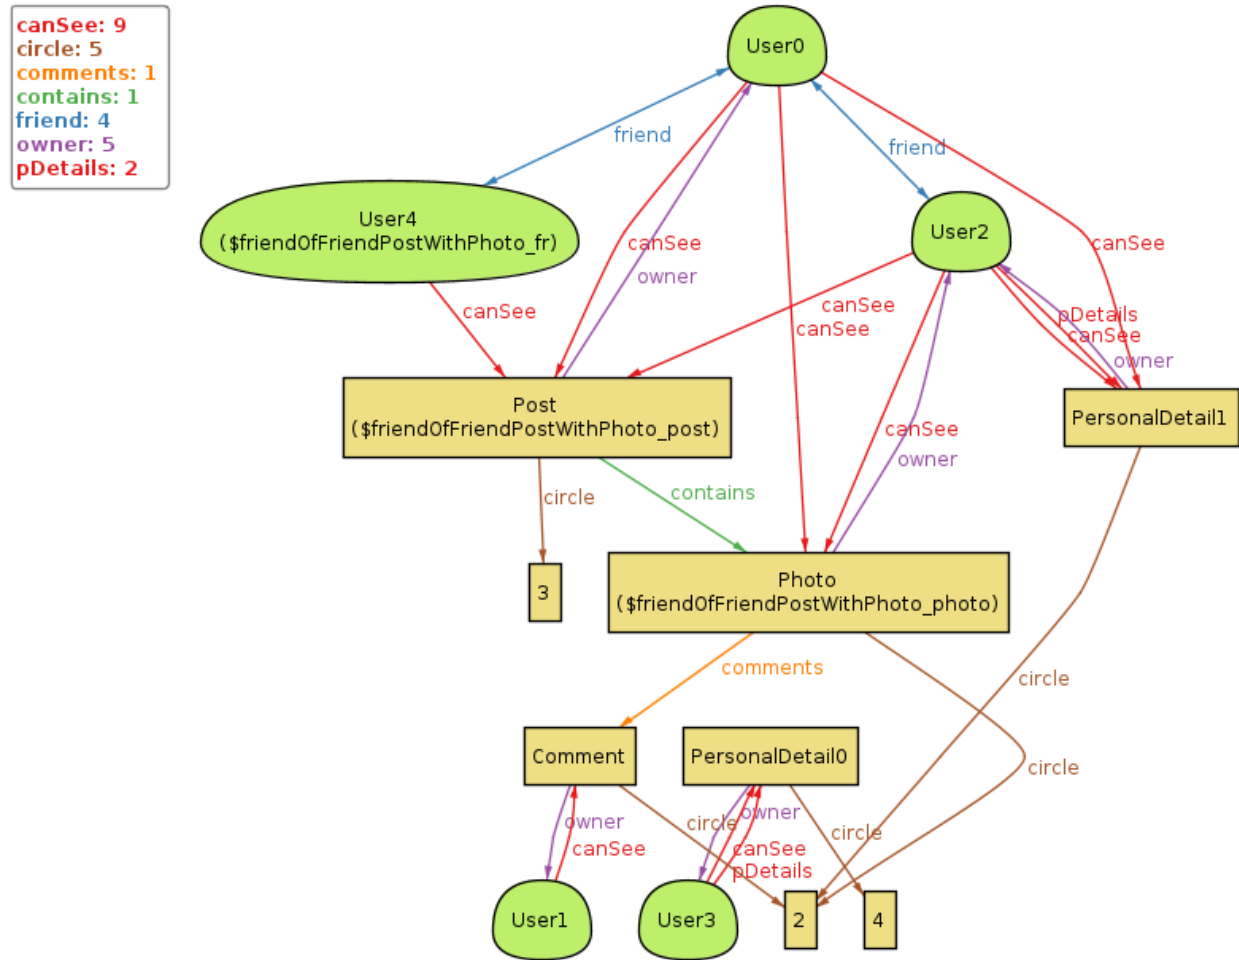 canSee: 9
circle: 5
comments: 1
contains: 1
friend: 4
owner: 5
pDetails: 2
User0
friend
friend
User4
($friendOfFriendPostWithPhoto_fr)
User2
canSee
canSee
owner
canSee
canSee
canSee
pDetails
canSee
owner
Post
($friendOfFriendPostWithPhoto_post)
PersonalDetail1
canSee
owner
circle
contains
3
Photo
($friendOfFriendPostWithPhoto_photo)
comments
circle
circle
Comment
PersonalDetail0
owner
canSee
circle
owner
canSee
pDetails
circle
User1
User3
2
4